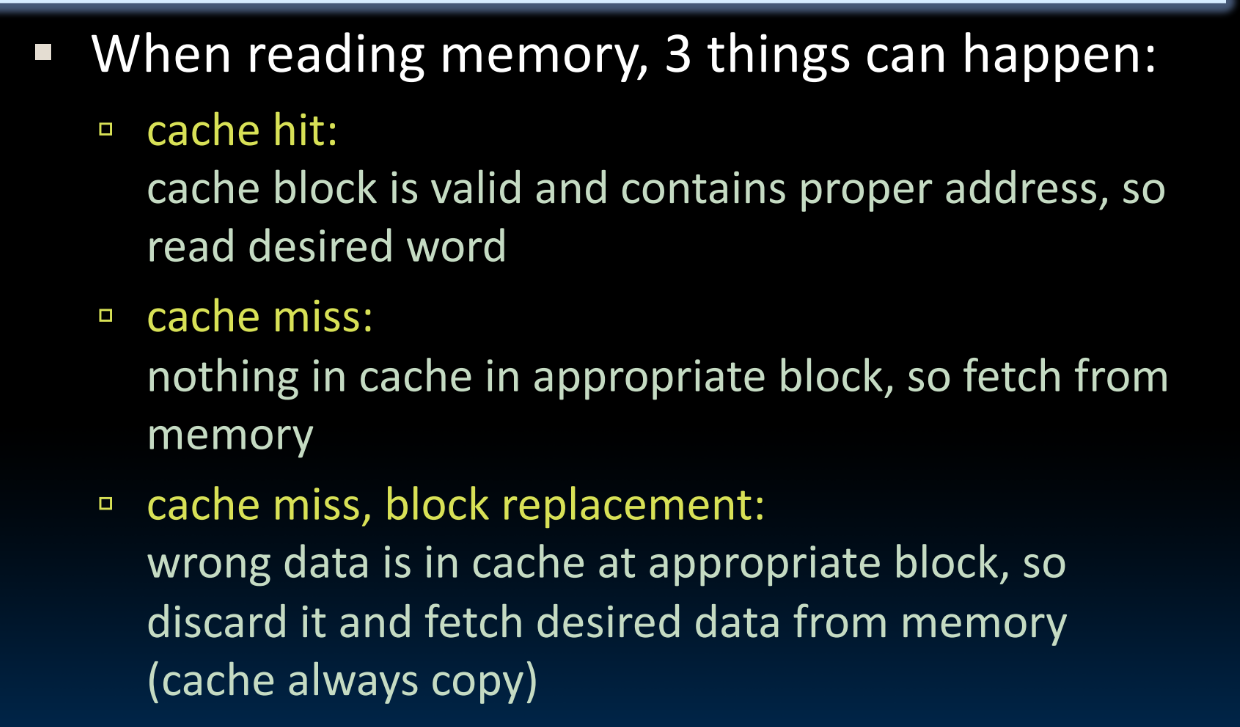 When reading memory, 3 things can happen:
cache hit:
cache block is valid and contains proper address, so
read desired word
cache miss:
nothing in cache in appropriate block, so fetch from
memory
cache miss, block replacement:
wrong data is in cache at appropriate block, so
discard it and fetch desired data from memory
(cache always copy)